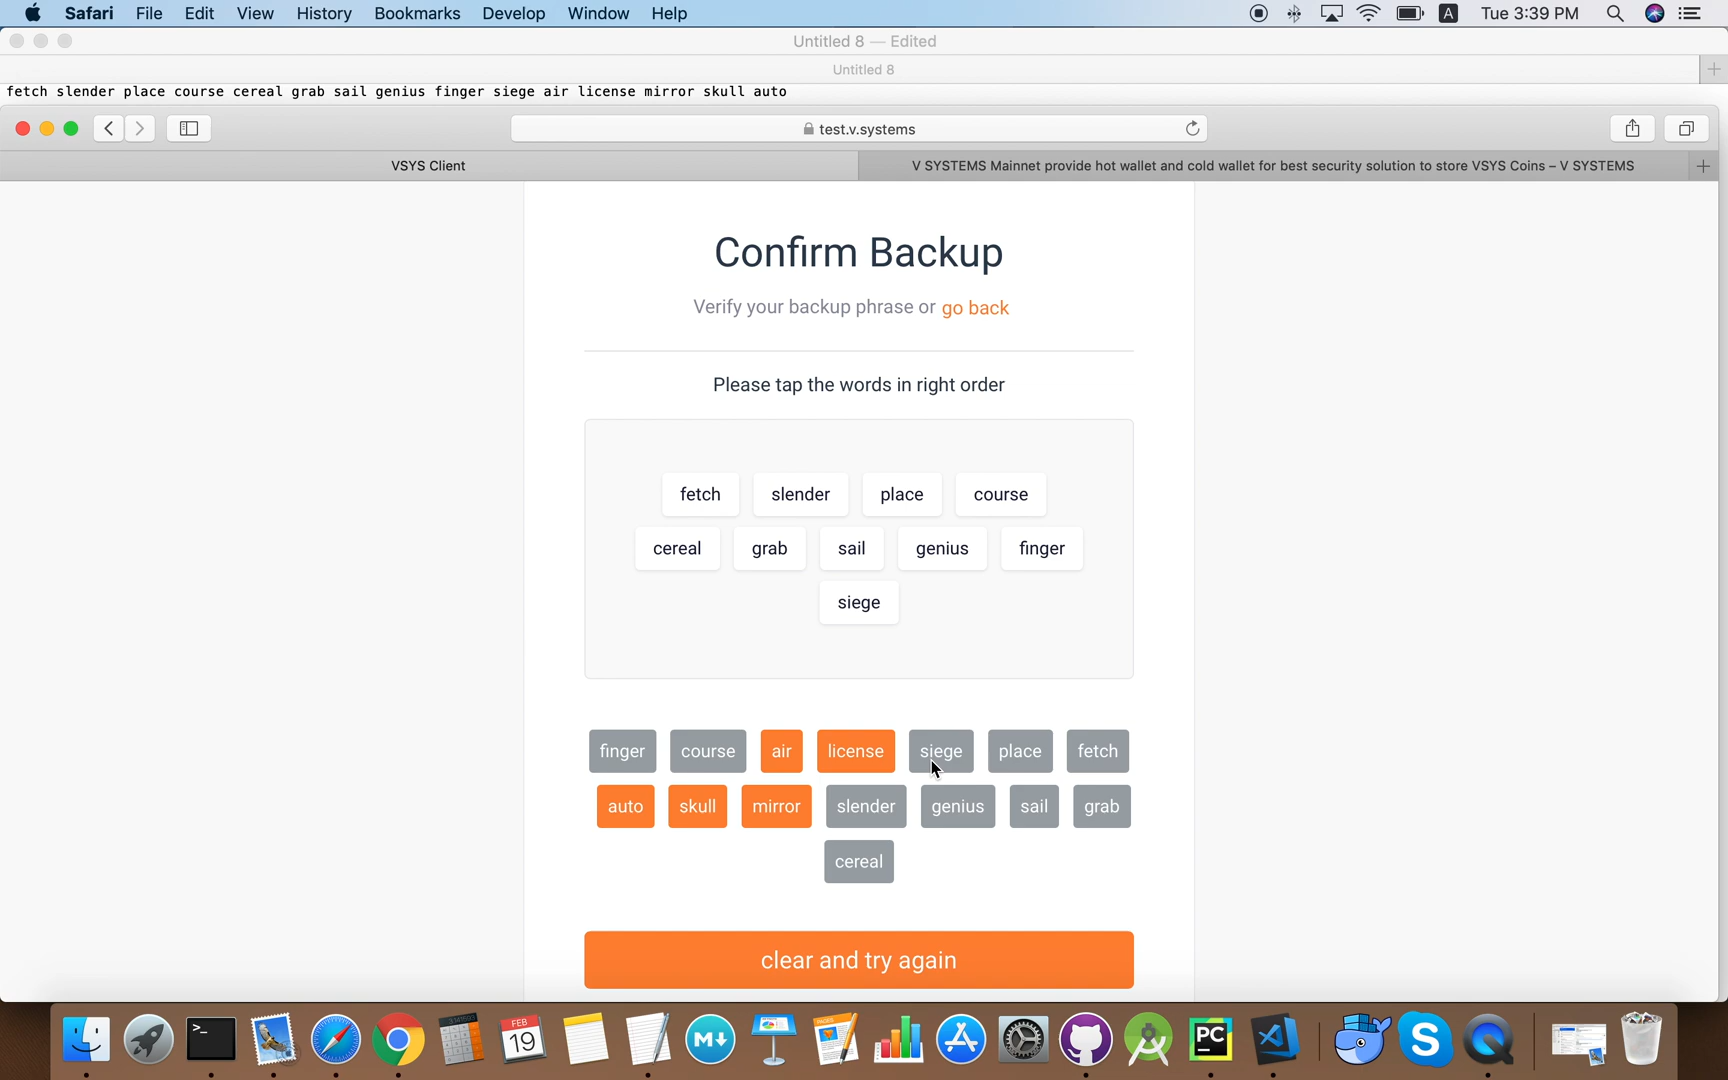 Safari File Edit View History Bookmarks Develop Window Help A Tue 3:39 PM
Untitled 8 — Edited
Untitled 8
fetch slender place course cereal grab sail genius finger siege air license mirror skull auto
test.v.systems
VSYS Client V SYSTEMS Mainnet provide hot wallet and cold wallet for best security solution to store VSYS Coins – V SYSTEMS
Confirm Backup
Verify your backup phrase or go back
Please tap the words in right order
fetch slender place course
cereal grab sail genius finger
siege
finger course air license siege place fetch
auto skull mirror slender genius sail grab
cereal
clear and try again
FEB
19
M
PC
S